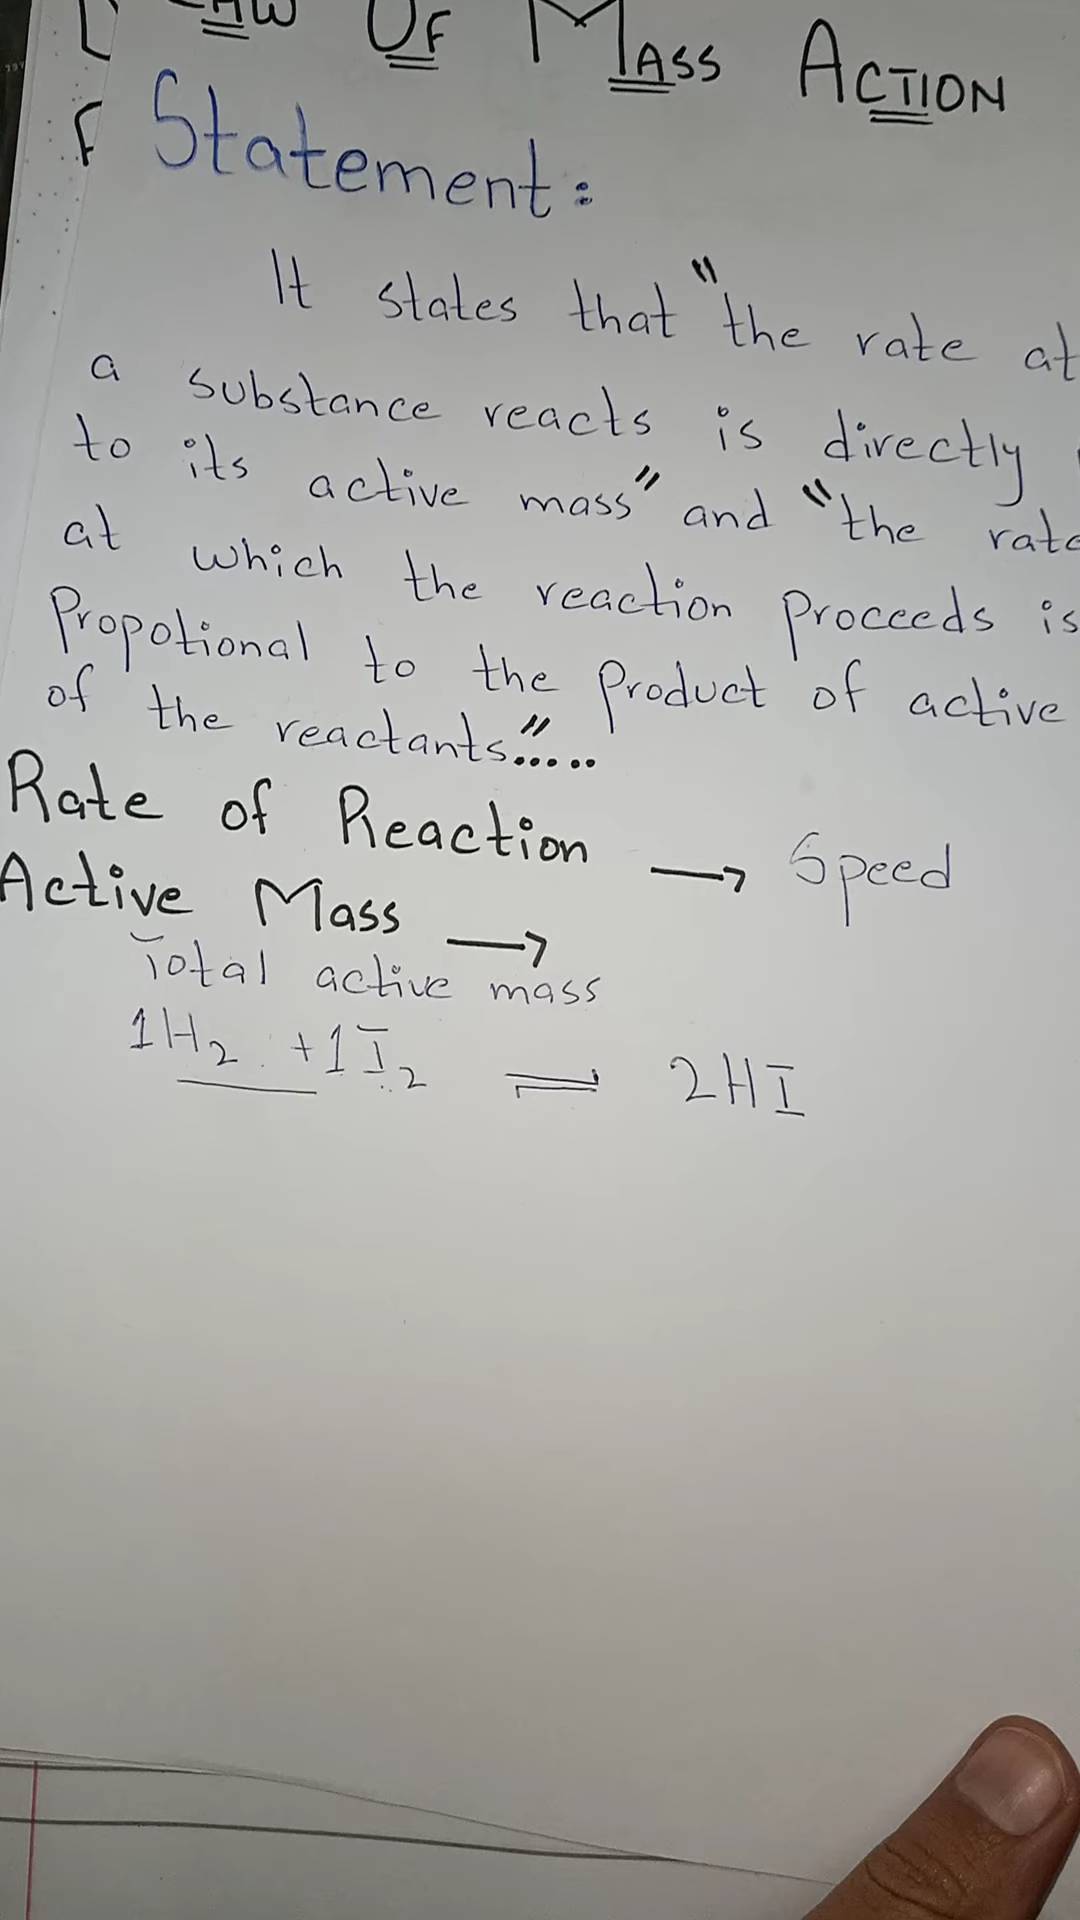 LAW OF MASS ACTION
Statement:
It states that "the rate at
a substance reacts is directly
to its active mass" and "the rate
at which the reaction proceeds is
Propotional to the product of active
of the reactants".....
Rate of Reaction → Speed
Active Mass →
Total active mass
1H₂ + 1I₂ ⇌ 2HI